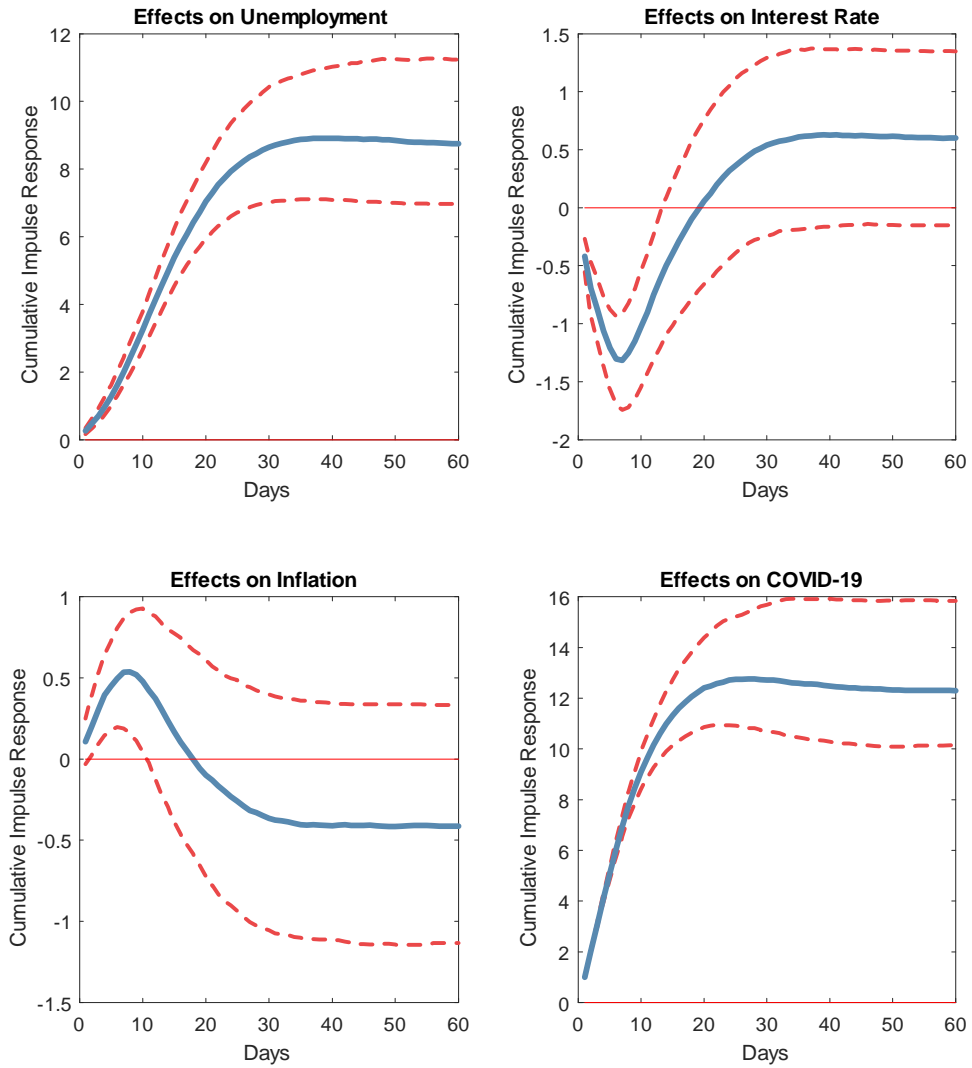 Effects on Unemployment
12
10
8
6
4
2
0
Cumulative Impulse Response
0 10 20 30 40 50 60
Days
Effects on Interest Rate
1.5
1
0.5
0
-0.5
-1
-1.5
-2
Cumulative Impulse Response
0 10 20 30 40 50 60
Days
Effects on Inflation
1
0.5
0
-0.5
-1
-1.5
Cumulative Impulse Response
0 10 20 30 40 50 60
Days
Effects on COVID-19
16
14
12
10
8
6
4
2
0
Cumulative Impulse Response
0 10 20 30 40 50 60
Days